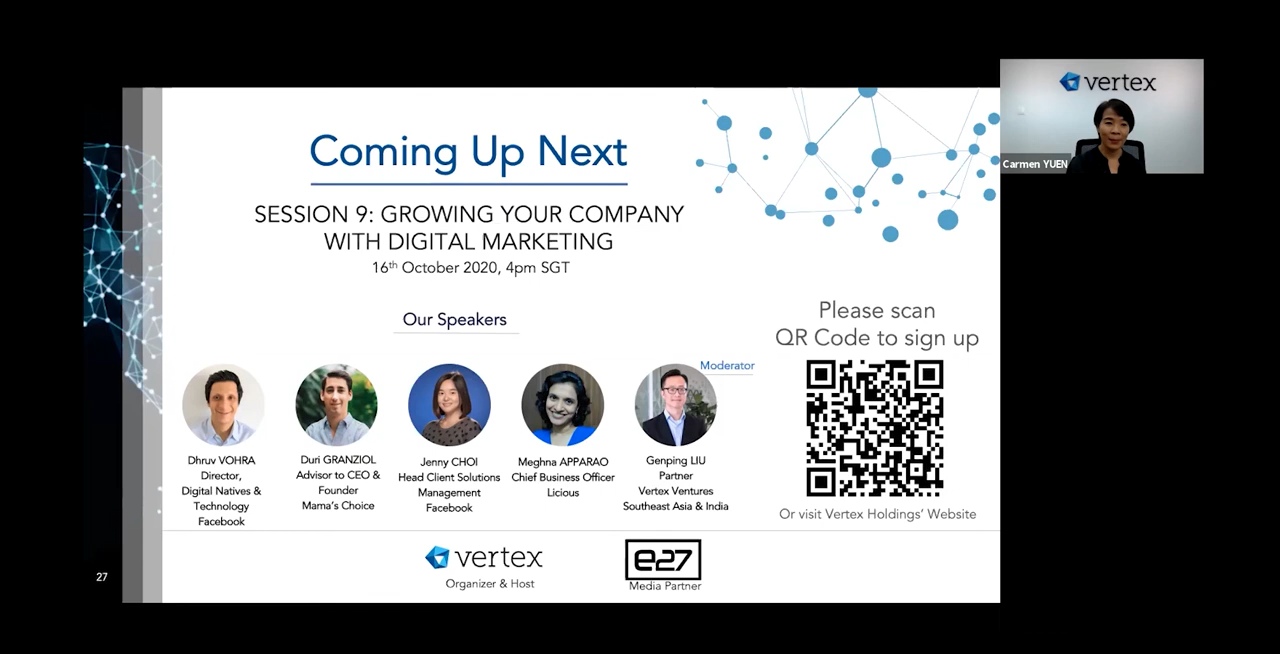 vertex
Carmen YUEN
Coming Up Next
SESSION 9: GROWING YOUR COMPANY
WITH DIGITAL MARKETING
16th October 2020, 4pm SGT
Our Speakers
Please scan
QR Code to sign up
Moderator
Dhruv VOHRA
Director,
Digital Natives &
Technology
Facebook
Duri GRANZIOL
Advisor to CEO &
Founder
Mama's Choice
Jenny CHOI
Head Client Solutions
Management
Facebook
Meghna APPARAO
Chief Business Officer
Licious
Genping LIU
Partner
Vertex Ventures
Southeast Asia & India
Or visit Vertex Holdings' Website
vertex
Organizer & Host
e27
Media Partner
27